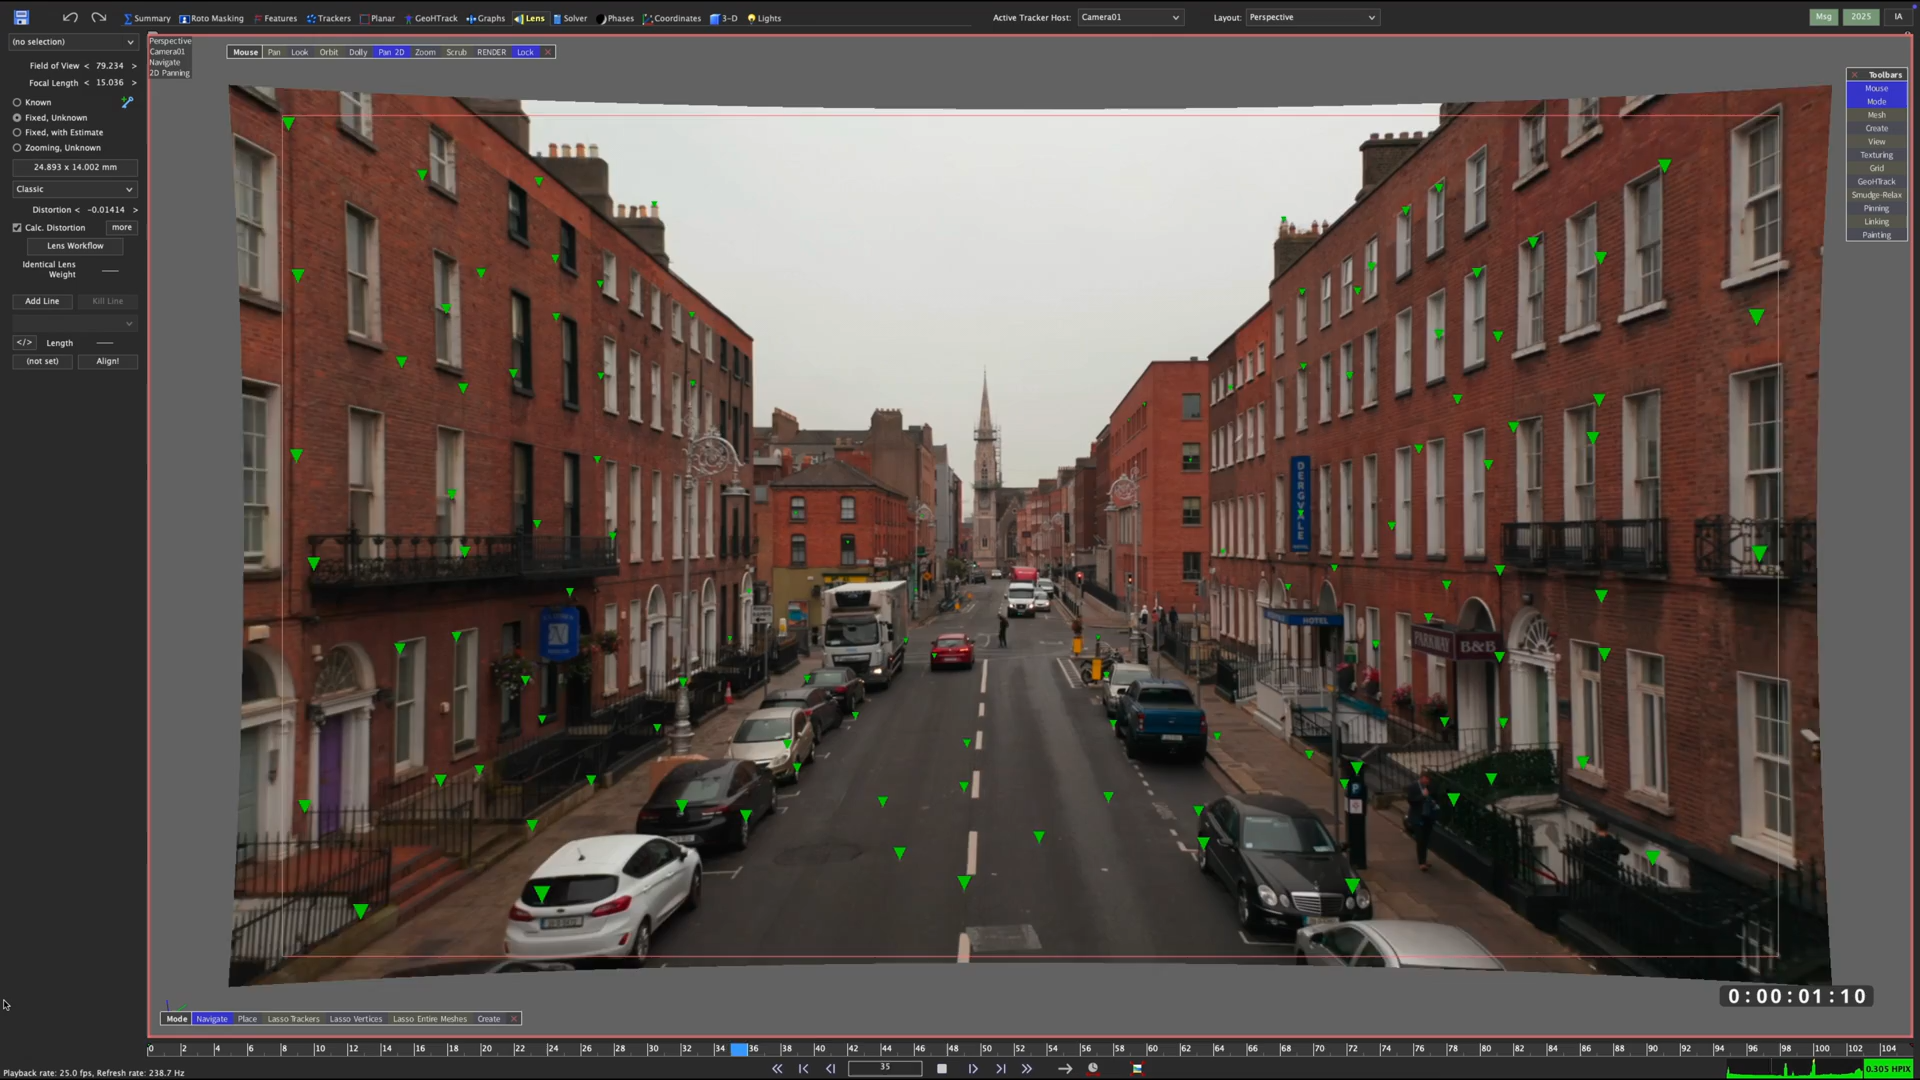 Summary Roto Masking Features Trackers Planar GeoHTrack Graphs Lens Solver Phases Coordinates 3-D Lights Active Tracker Host: Camera01 Layout: Perspective Msg 2025 IA
(no selection)
Field of View < 79.234 >
Focal Length < 15.036 >
Known
Fixed, Unknown
Fixed, with Estimate
Zooming, Unknown
24.893 x 14.002 mm
Classic
Distortion < -0.01414 >
Calc. Distortion more
Lens Workflow
Identical Lens
Weight
Add Line Kill Line
</> Length
(not set) Align!
Perspective
Camera01
Navigate
2D Panning
Mouse Pan Look Orbit Dolly Pan 2D Zoom Scrub RENDER Lock
Toolbars
Mouse
Mode
Mesh
Create
View
Texturing
Grid
GeoHTrack
Smudge-Relax
Pinning
Linking
Painting
DERGVALE
HOTEL
HOTEL
PARKWAY B&B
N
P
0:00:01:10
Mode Navigate Place Lasso Trackers Lasso Vertices Lasso Entire Meshes Create
0 2 4 6 8 10 12 14 16 18 20 22 24 26 28 30 32 34 36 38 40 42 44 46 48 50 52 54 56 58 60 62 64 66 68 70 72 74 76 78 80 82 84 86 88 90 92 94 96 98 100 102 104
35
Playback rate: 25.0 fps, Refresh rate: 238.7 Hz
0.305 HPIX